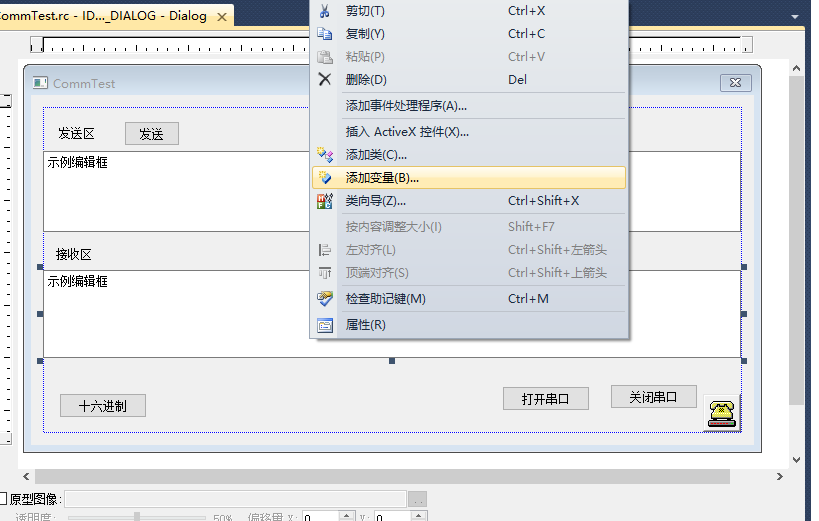 CommTest.rc - ID..._DIALOG - Dialog
剪切(T) Ctrl+X
复制(Y) Ctrl+C
粘贴(P) Ctrl+V
删除(D) Del
添加事件处理程序(A)...
插入 ActiveX 控件(X)...
添加类(C)...
添加变量(B)...
类向导(Z)... Ctrl+Shift+X
按内容调整大小(I) Shift+F7
左对齐(L) Ctrl+Shift+左箭头
顶端对齐(S) Ctrl+Shift+上箭头
检查助记键(M) Ctrl+M
属性(R)
CommTest
发送区 发送
示例编辑框
接收区
示例编辑框
十六进制 打开串口 关闭串口
原型图像: ...
透明度: 50% 偏移量 X: 0 Y: 0